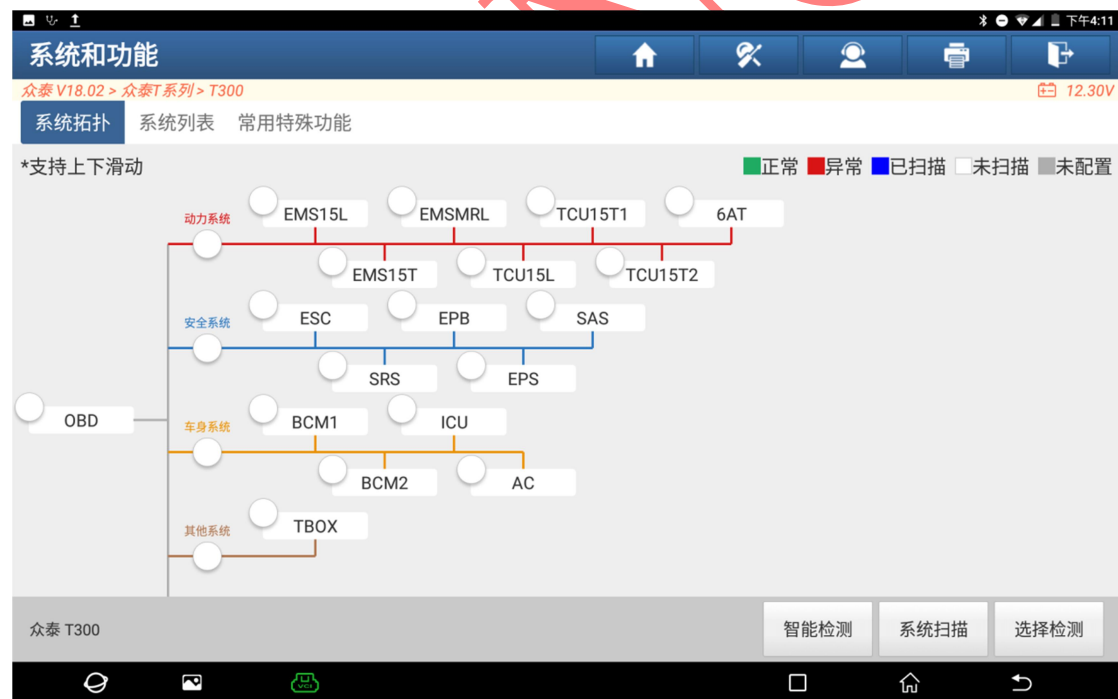 下午4:11
系统和功能
众泰 V18.02 > 众泰T系列 > T300
12.30V
系统拓扑 系统列表 常用特殊功能
*支持上下滑动
正常 异常 已扫描 未扫描 未配置
动力系统
EMS15L EMSMRL TCU15T1 6AT
EMS15T TCU15L TCU15T2
安全系统
ESC EPB SAS
SRS EPS
OBD
车身系统
BCM1 ICU
BCM2 AC
其他系统
TBOX
众泰 T300
智能检测 系统扫描 选择检测
VCI